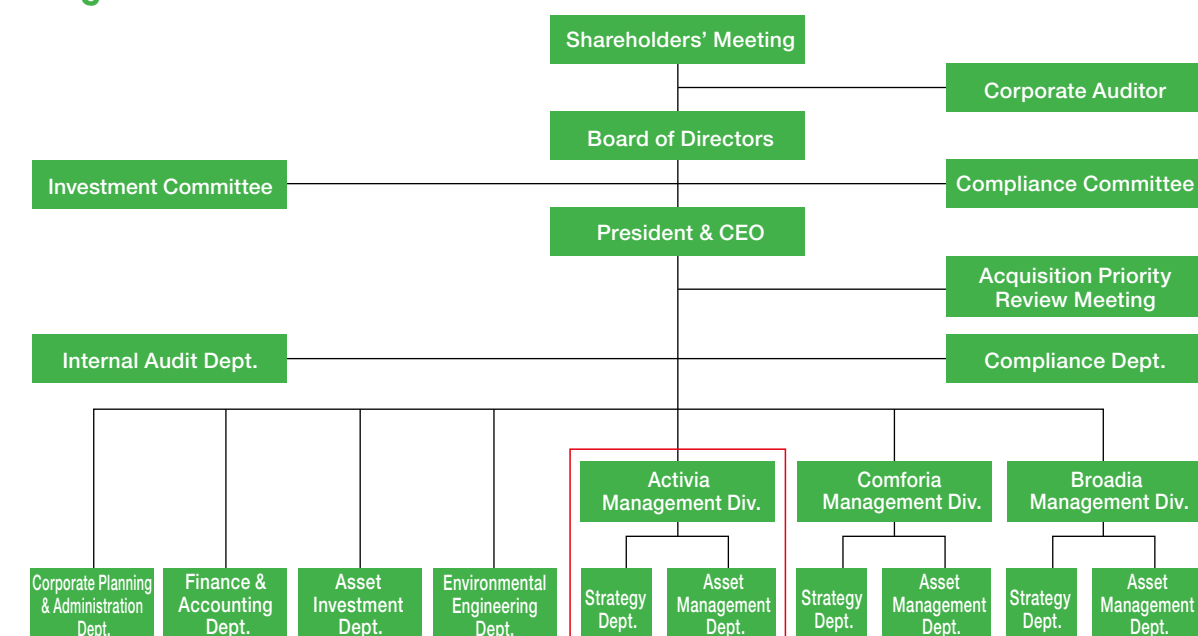 Shareholders’ Meeting
Corporate Auditor
Board of Directors
Investment Committee
Compliance Committee
President & CEO
Acquisition Priority
Review Meeting
Internal Audit Dept.
Compliance Dept.
Activia
Management Div.
Comforia
Management Div.
Broadia
Management Div.
Corporate Planning
& Administration
Dept.
Finance &
Accounting
Dept.
Asset
Investment
Dept.
Environmental
Engineering
Dept.
Strategy
Dept.
Asset
Management
Dept.
Strategy
Dept.
Asset
Management
Dept.
Strategy
Dept.
Asset
Management
Dept.